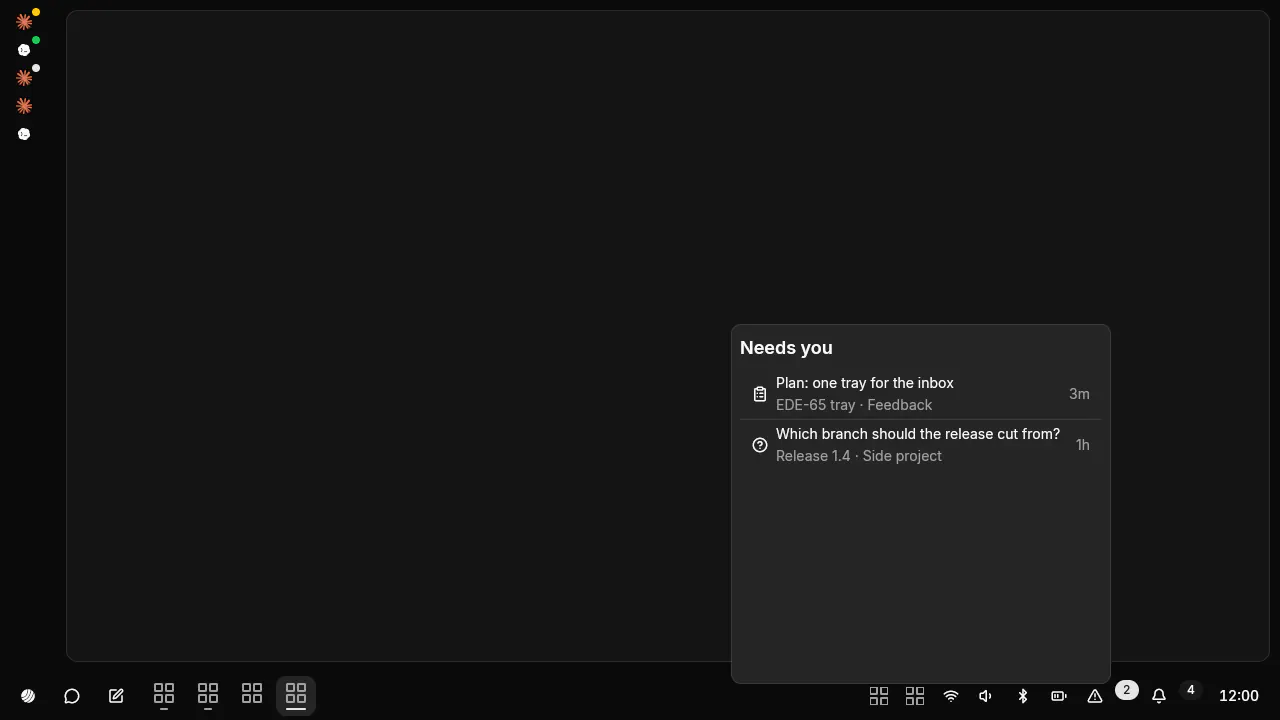 Needs you
Plan: one tray for the inbox
3m
EDE-65 tray · Feedback
Which branch should the release cut from?
1h
Release 1.4 · Side project
2
4
12:00